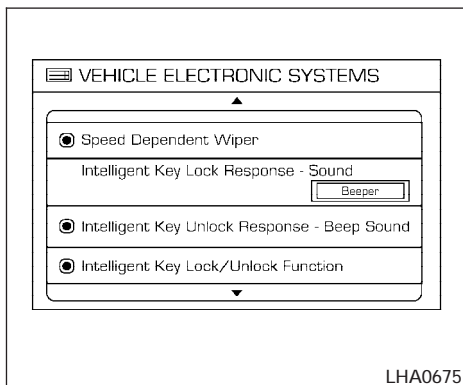 VEHICLE ELECTRONIC SYSTEMS
Speed Dependent Wiper
Intelligent Key Lock Response - Sound
Beeper
Intelligent Key Unlock Response - Beep Sound
Intelligent Key Lock/Unlock Function
LHA0675